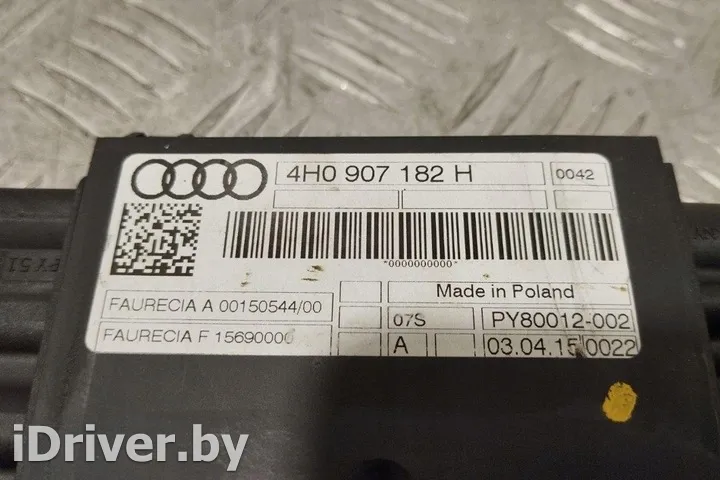 4H0 907 182 H
0042
*0000000000*
Made in Poland
FAURECIA A 00150544/00
07S
PY80012-002
FAURECIA F 15690000
A
03.04.15
0022
PY51
iDriver.by